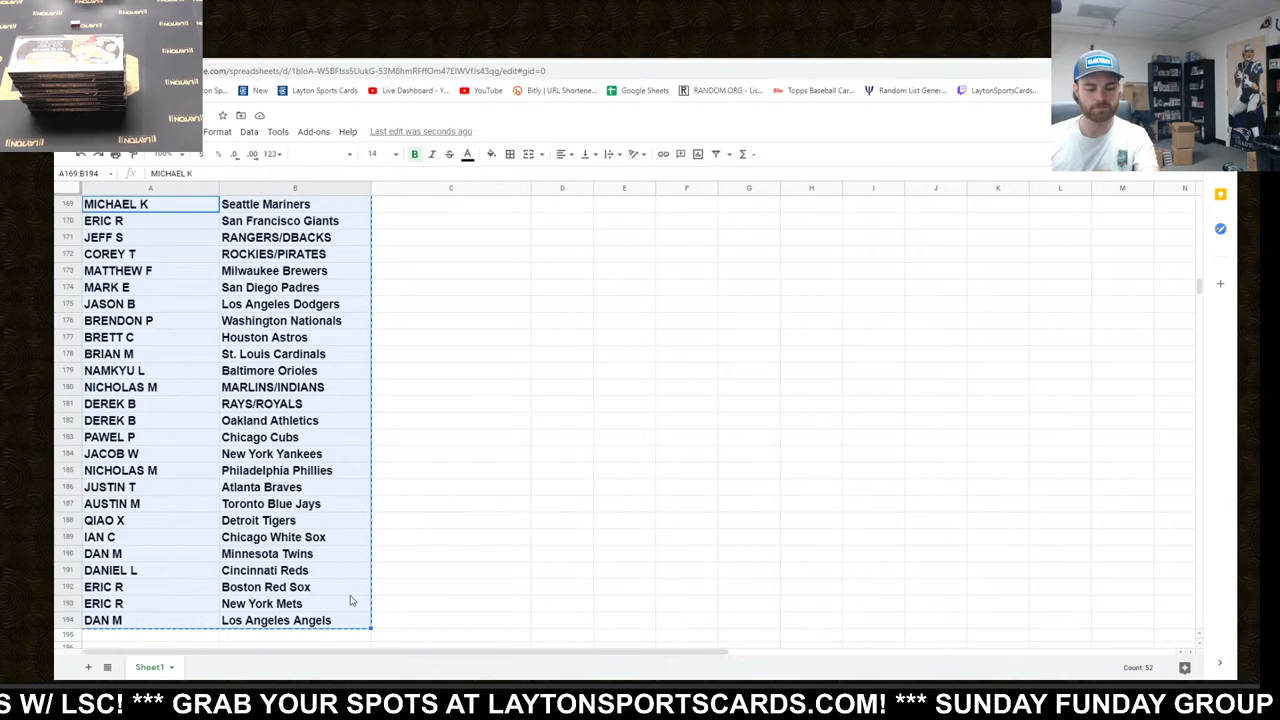 .com/spreadsheets/d/1bloA-W5BFtss5UukG-53M8hmRFffOm47ElWVfJs43qg/edit#gid=0
New
Layton Sports Cards
Live Dashboard - Y...
YouTube
Bitly | URL Shortene...
Google Sheets
RANDOM.ORG - Lis...
Topps Baseball Car...
Random List Gener...
LaytonSportsCards...
Format Data Tools Add-ons Help Last edit was seconds ago
100% % .0 .00 123 14 B I S A
A169:B194 fx MICHAEL K
A B C D E F G H I J K L M N
169 MICHAEL K Seattle Mariners
170 ERIC R San Francisco Giants
171 JEFF S RANGERS/DBACKS
172 COREY T ROCKIES/PIRATES
173 MATTHEW F Milwaukee Brewers
174 MARK E San Diego Padres
175 JASON B Los Angeles Dodgers
176 BRENDON P Washington Nationals
177 BRETT C Houston Astros
178 BRIAN M St. Louis Cardinals
179 NAMKYU L Baltimore Orioles
180 NICHOLAS M MARLINS/INDIANS
181 DEREK B RAYS/ROYALS
182 DEREK B Oakland Athletics
183 PAWEL P Chicago Cubs
184 JACOB W New York Yankees
185 NICHOLAS M Philadelphia Phillies
186 JUSTIN T Atlanta Braves
187 AUSTIN M Toronto Blue Jays
188 QIAO X Detroit Tigers
189 IAN C Chicago White Sox
190 DAN M Minnesota Twins
191 DANIEL L Cincinnati Reds
192 ERIC R Boston Red Sox
193 ERIC R New York Mets
194 DAN M Los Angeles Angels
195
196
Sheet1
Count: 52
S W/ LSC! *** GRAB YOUR SPOTS AT LAYTONSPORTSCARDS.COM! *** SUNDAY FUNDAY GROUP